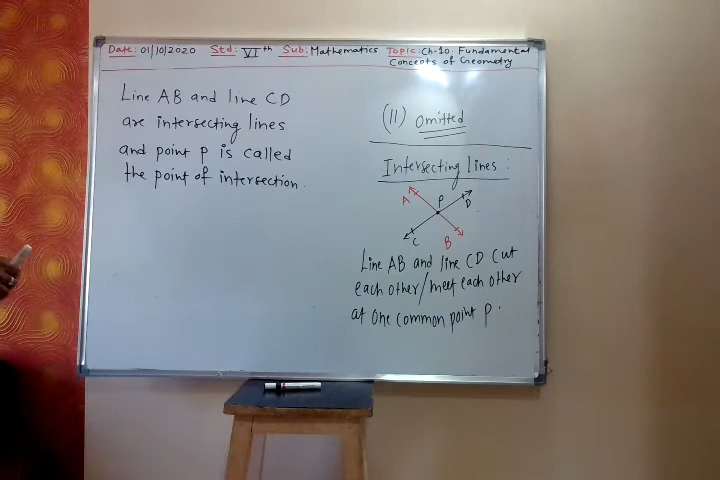 Date: 01/10/2020 Std: VIth Sub: Mathematics Topic: Ch-10. Fundamental
Concepts of Geometry
Line AB and line CD
are intersecting lines
and point P is called
the point of intersection.
(11) Omitted
Intersecting lines:
A P D
C B
Line AB and line CD cut
each other/meet each other
at one common point P.